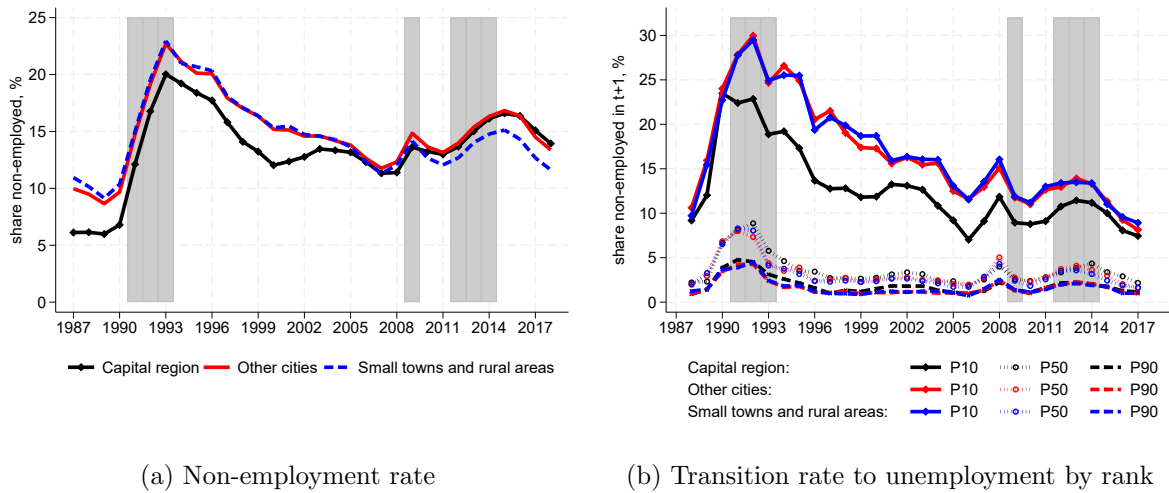 share non-employed, %
25
20
15
10
5
0
1987 1990 1993 1996 1999 2002 2005 2008 2011 2014 2017
Capital region Other cities Small towns and rural areas
(a) Non-employment rate
share non-employed in t+1, %
30
25
20
15
10
5
0
1987 1990 1993 1996 1999 2002 2005 2008 2011 2014 2017
Capital region: P10 P50 P90
Other cities: P10 P50 P90
Small towns and rural areas: P10 P50 P90
(b) Transition rate to unemployment by rank